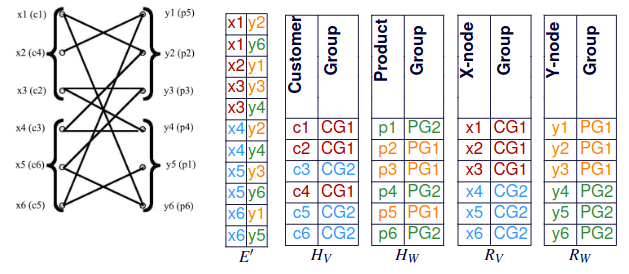 x1 (c1) y1 (p5)
x2 (c4) y2 (p2)
x3 (c2) y3 (p3)
x4 (c3) y4 (p4)
x5 (c6) y5 (p1)
x6 (c5) y6 (p6)
x1 y2
x1 y6
x2 y1
x3 y3
x3 y4
x4 y2
x4 y4
x5 y3
x5 y6
x6 y1
x6 y5
E′
Customer Group
c1 CG1
c2 CG1
c3 CG2
c4 CG1
c5 CG2
c6 CG2
H_V
Product Group
p1 PG2
p2 PG1
p3 PG1
p4 PG2
p5 PG1
p6 PG2
H_W
X-node Group
x1 CG1
x2 CG1
x3 CG1
x4 CG2
x5 CG2
x6 CG2
R_V
Y-node Group
y1 PG1
y2 PG1
y3 PG1
y4 PG2
y5 PG2
y6 PG2
R_W